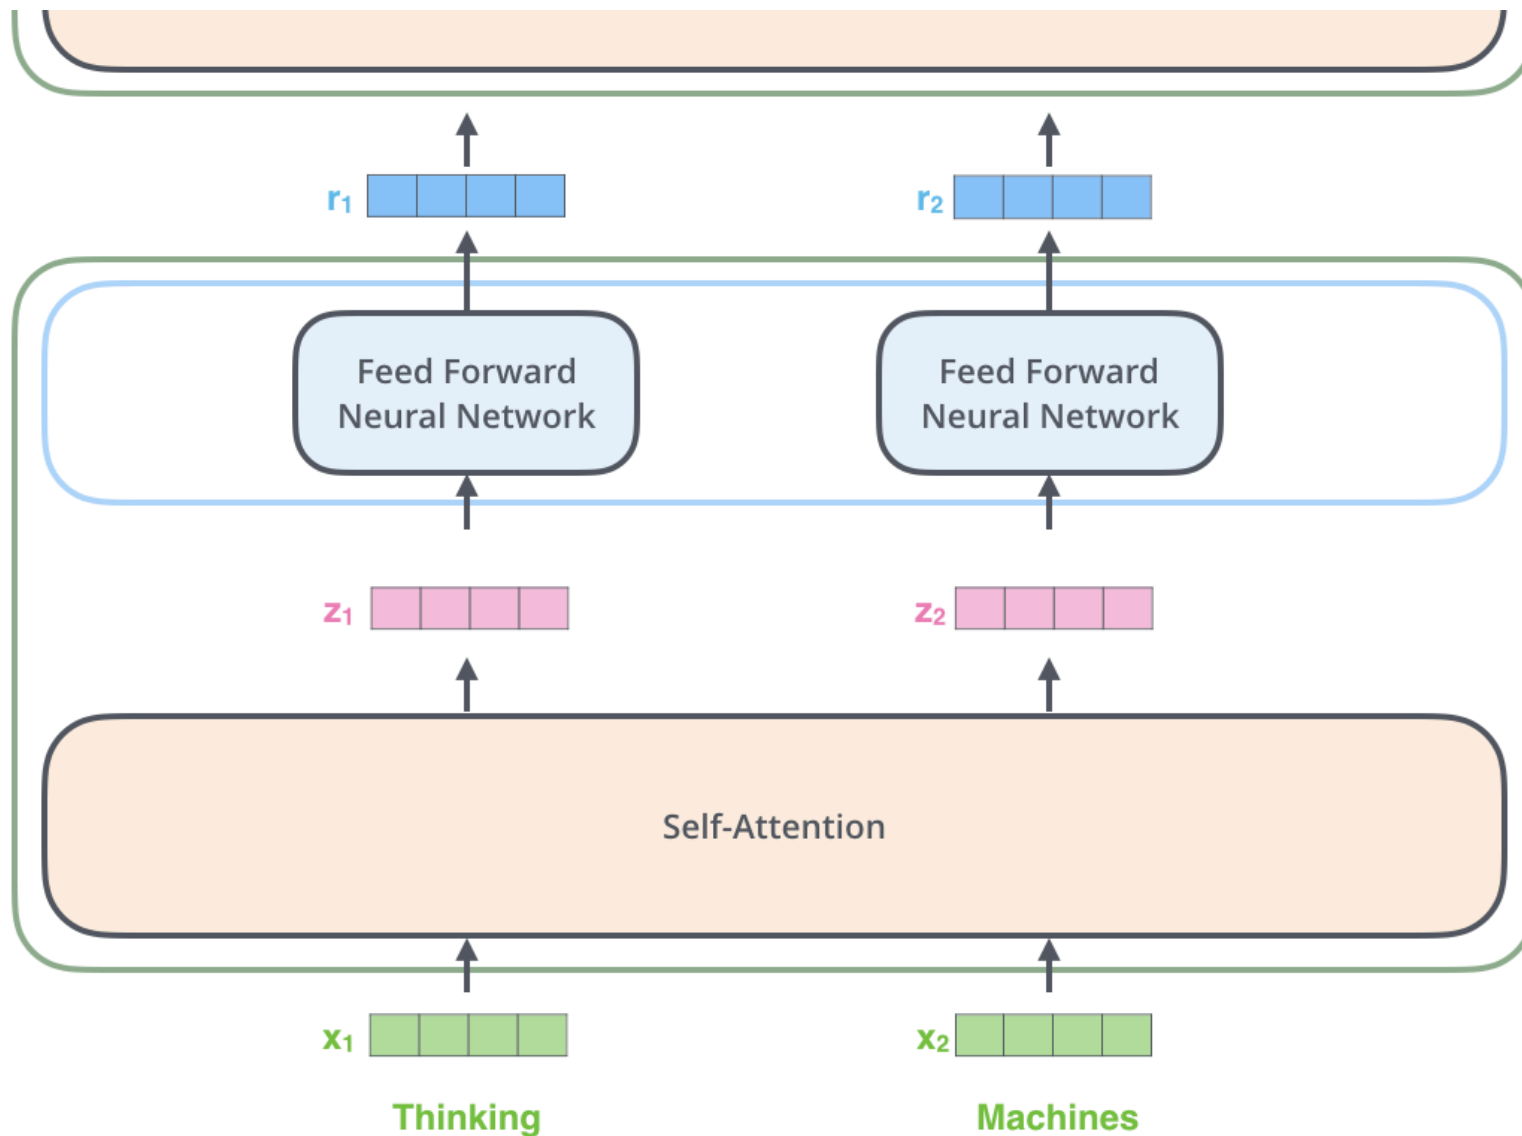 r₁ r₂
Feed Forward Feed Forward
Neural Network Neural Network
z₁ z₂
Self-Attention
x₁ x₂
Thinking Machines